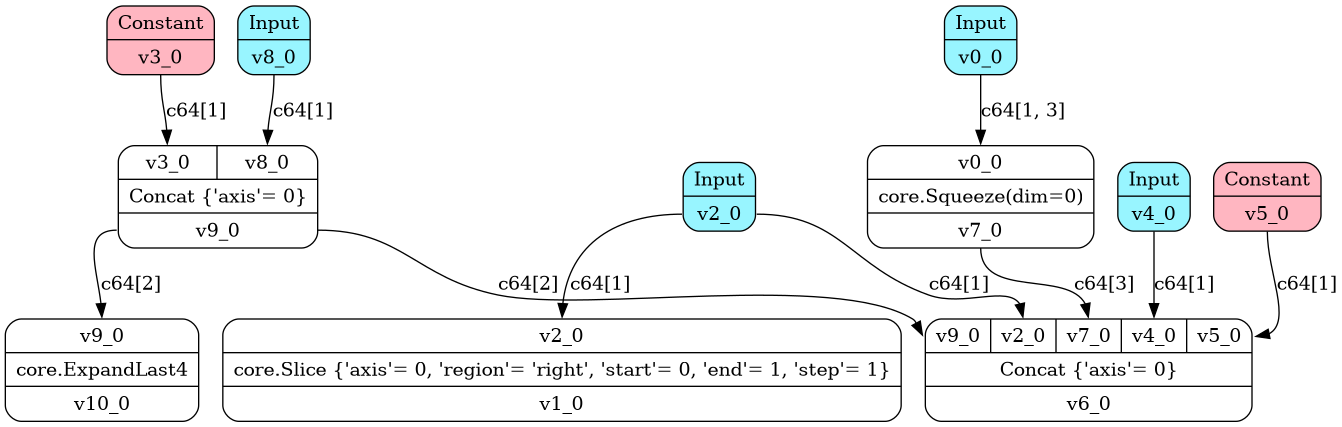 Constant
v3_0
Input
v8_0
Input
v0_0
c64[1]
c64[1]
c64[1, 3]
v3_0
v8_0
Concat {'axis'= 0}
v9_0
Input
v2_0
v0_0
core.Squeeze(dim=0)
v7_0
Input
v4_0
Constant
v5_0
c64[2]
c64[2]
c64[1]
c64[1]
c64[3]
c64[1]
c64[1]
v9_0
core.ExpandLast4
v10_0
v2_0
core.Slice {'axis'= 0, 'region'= 'right', 'start'= 0, 'end'= 1, 'step'= 1}
v1_0
v9_0
v2_0
v7_0
v4_0
v5_0
Concat {'axis'= 0}
v6_0